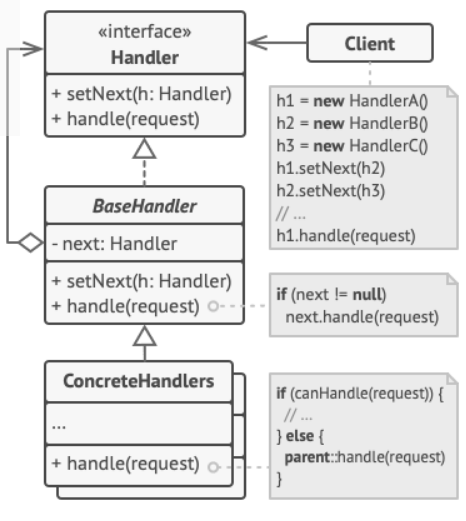 «interface»
Handler
+ setNext(h: Handler)
+ handle(request)
Client
h1 = new HandlerA()
h2 = new HandlerB()
h3 = new HandlerC()
h1.setNext(h2)
h2.setNext(h3)
// ...
h1.handle(request)
BaseHandler
- next: Handler
+ setNext(h: Handler)
+ handle(request)
if (next != null)
next.handle(request)
ConcreteHandlers
...
+ handle(request)
if (canHandle(request)) {
// ...
} else {
parent::handle(request)
}